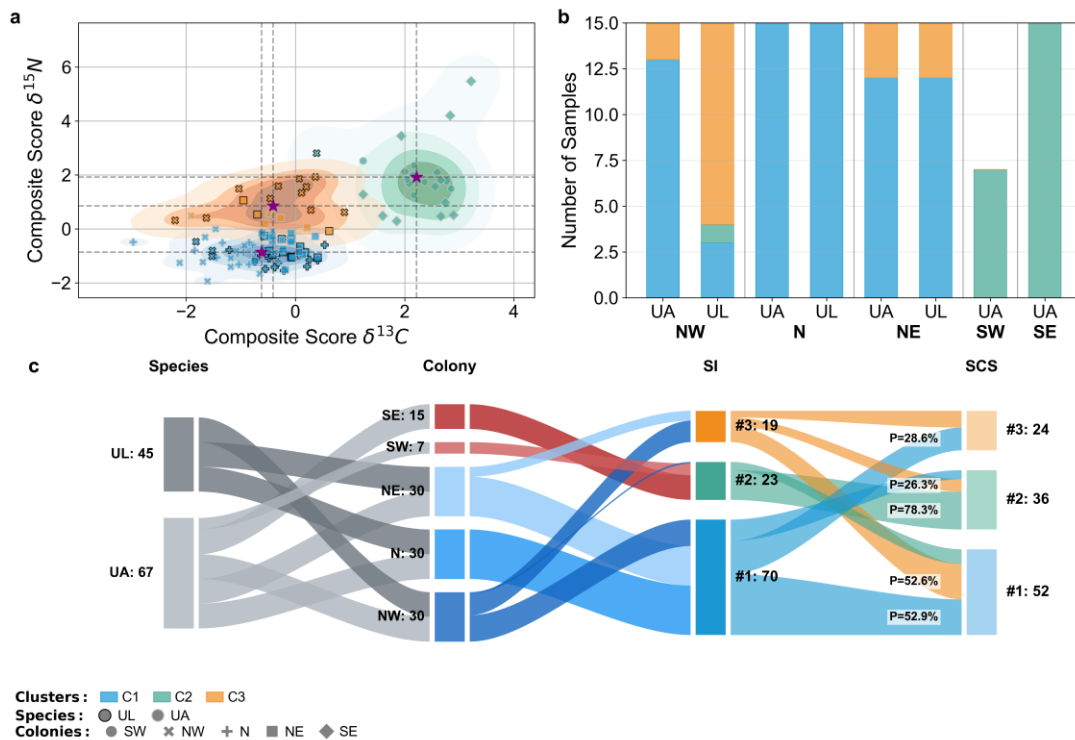 a
Composite Score δ¹⁵N
6
4
2
0
−2
−2
0
2
4
Composite Score δ¹³C
b
Number of Samples
15.0
12.5
10.0
7.5
5.0
2.5
0.0
UA UL UA UL UA UL UA UA
NW N NE SW SE
c
Species Colony SI SCS
UL: 45
UA: 67
SE: 15
SW: 7
NE: 30
N: 30
NW: 30
#3: 19
#2: 23
#1: 70
P=28.6%
P=26.3%
P=78.3%
P=52.6%
P=52.9%
#3: 24
#2: 36
#1: 52
Clusters: C1 C2 C3
Species: UL UA
Colonies: SW NW N NE SE